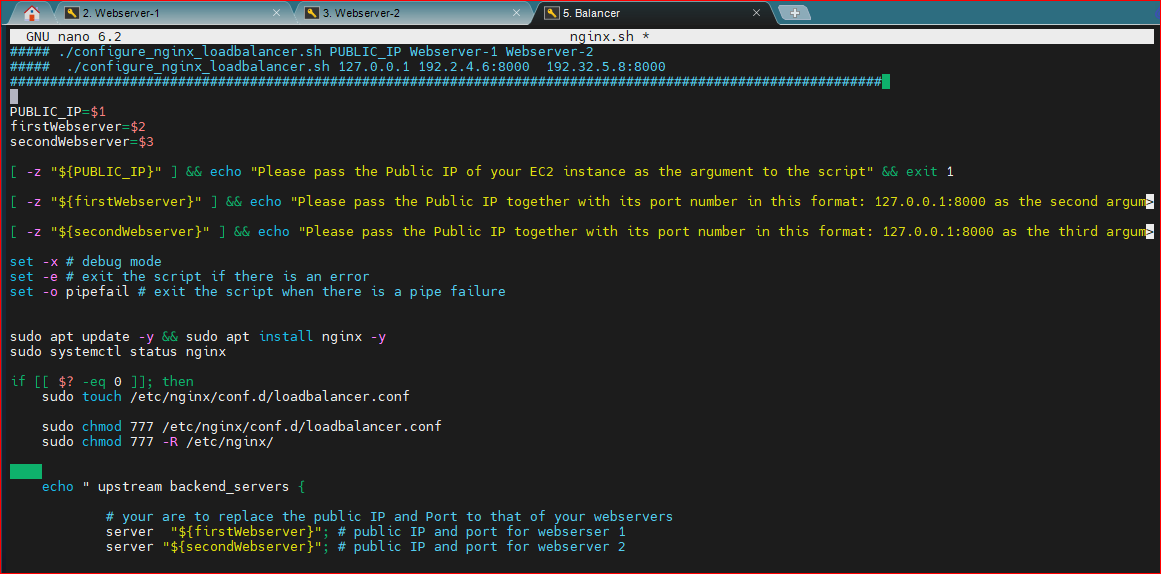 2. Webserver-1
3. Webserver-2
5. Balancer
GNU nano 6.2 nginx.sh *
##### ./configure_nginx_loadbalancer.sh PUBLIC_IP Webserver-1 Webserver-2
#####  ./configure_nginx_loadbalancer.sh 127.0.0.1 192.2.4.6:8000  192.32.5.8:8000
#############################################################################################################
PUBLIC_IP=$1
firstWebserver=$2
secondWebserver=$3
[ -z "${PUBLIC_IP}" ] && echo "Please pass the Public IP of your EC2 instance as the argument to the script" && exit 1
[ -z "${firstWebserver}" ] && echo "Please pass the Public IP together with its port number in this format: 127.0.0.1:8000 as the second argum>
[ -z "${secondWebserver}" ] && echo "Please pass the Public IP together with its port number in this format: 127.0.0.1:8000 as the third argum>
set -x # debug mode
set -e # exit the script if there is an error
set -o pipefail # exit the script when there is a pipe failure
sudo apt update -y && sudo apt install nginx -y
sudo systemctl status nginx
if [[ $? -eq 0 ]]; then
    sudo touch /etc/nginx/conf.d/loadbalancer.conf
    sudo chmod 777 /etc/nginx/conf.d/loadbalancer.conf
    sudo chmod 777 -R /etc/nginx/
    echo " upstream backend_servers {
            # your are to replace the public IP and Port to that of your webservers
            server  "${firstWebserver}"; # public IP and port for webserser 1
            server "${secondWebserver}"; # public IP and port for webserver 2